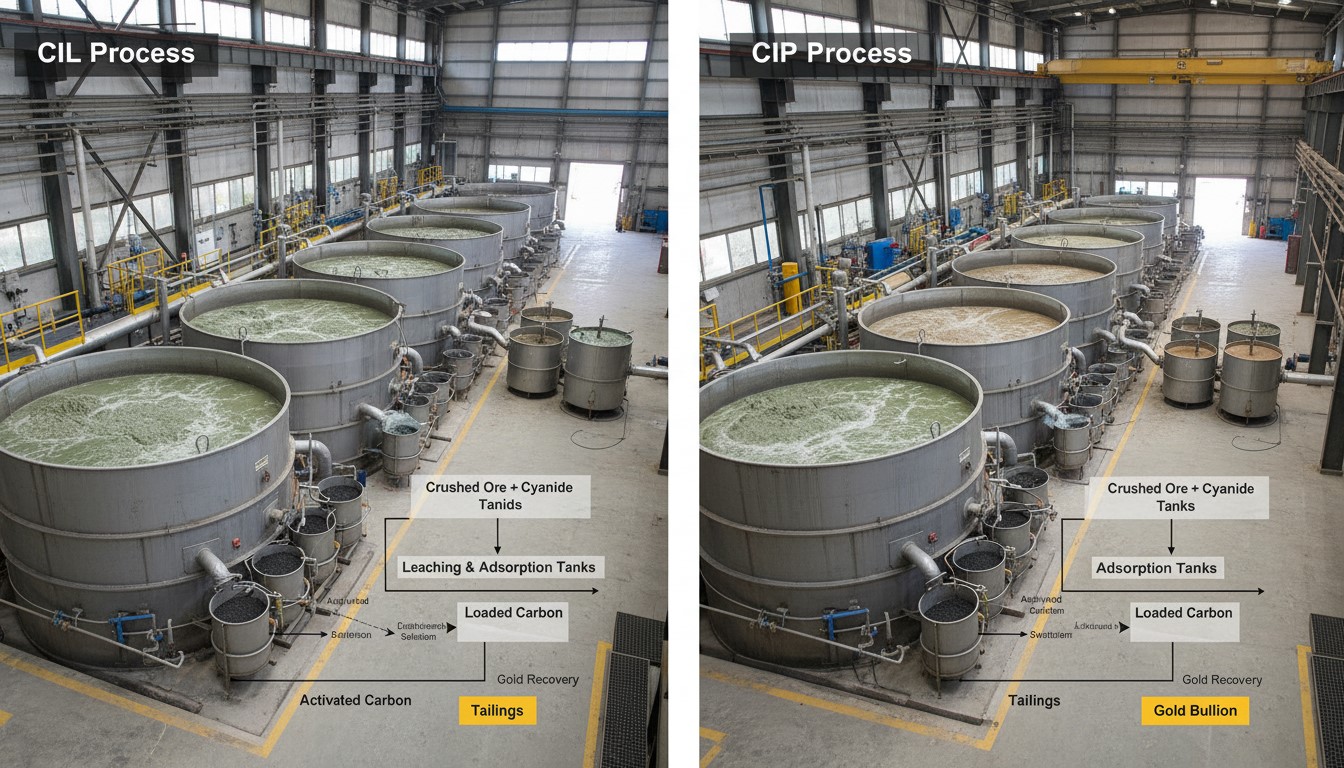 CIL Process
Crushed Ore + Cyanide
Tanids
Leaching & Adsorption Tanks
Loaded Carbon
Gold Recovery
Activated Carbon
Tailings
CIP Process
Crushed Ore + Cyanide
Tanks
Adsorption Tanks
Loaded Carbon
Gold Recovery
Tailings
Gold Bullion